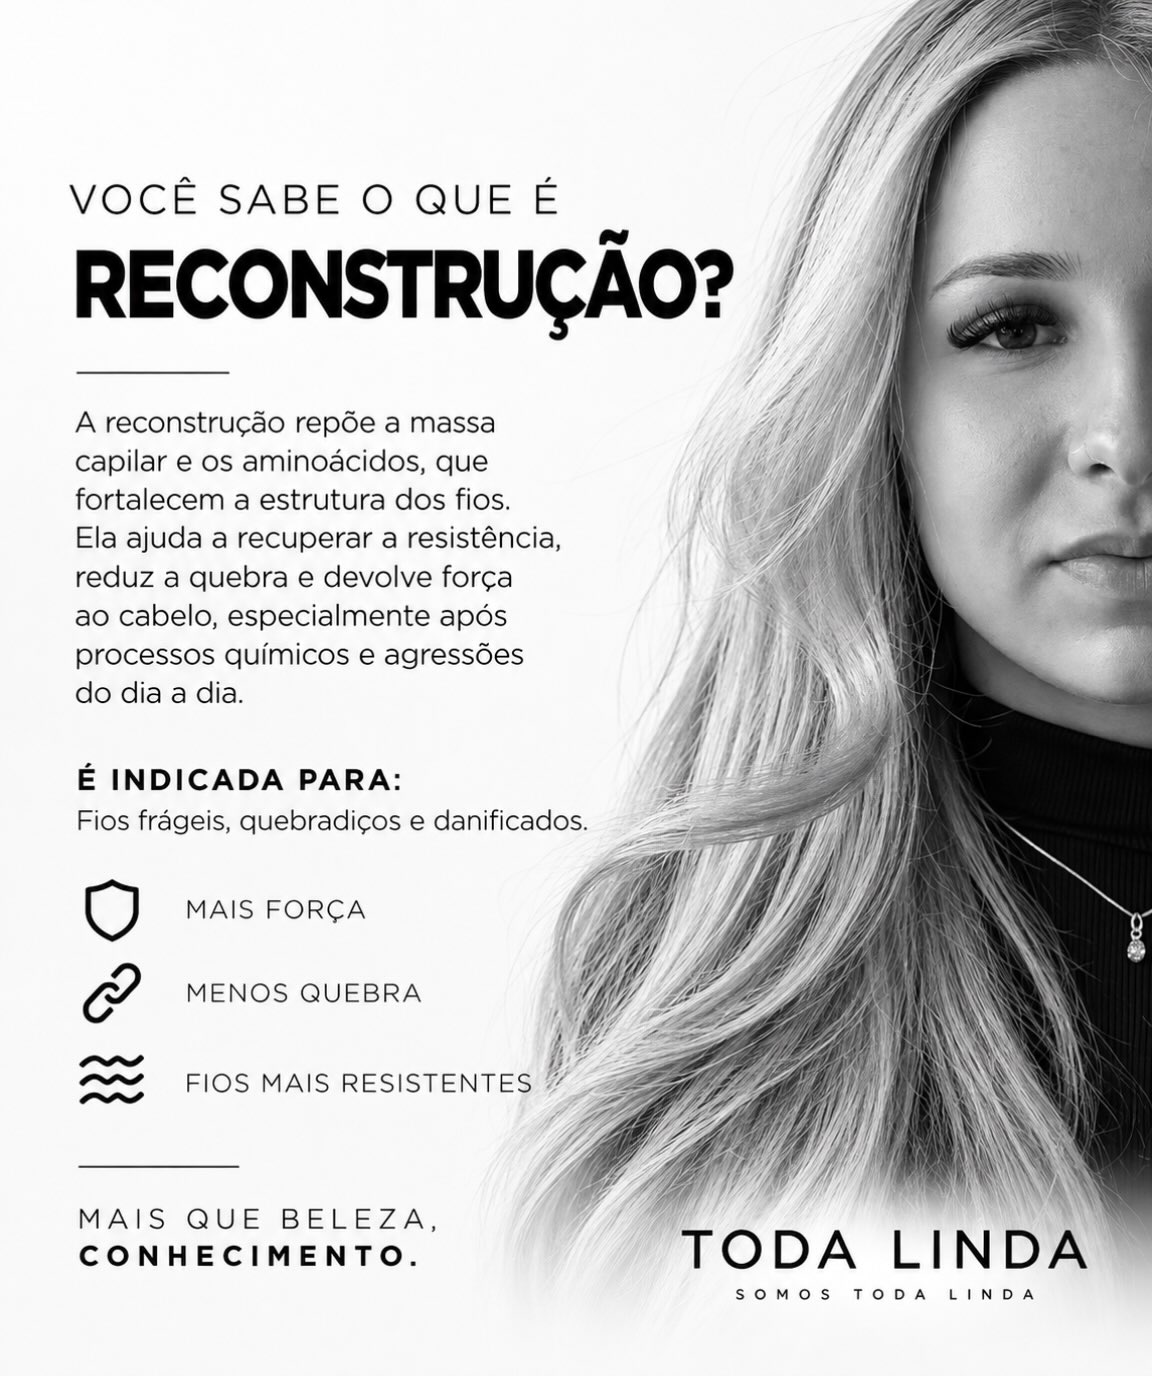 VOCÊ SABE O QUE É
RECONSTRUÇÃO?
A reconstrução repõe a massa
capilar e os aminoácidos, que
fortalecem a estrutura dos fios.
Ela ajuda a recuperar a resistência,
reduz a quebra e devolve força
ao cabelo, especialmente após
processos químicos e agressões
do dia a dia.
É INDICADA PARA:
Fios frágeis, quebradiços e danificados.
MAIS FORÇA
MENOS QUEBRA
FIOS MAIS RESISTENTES
MAIS QUE BELEZA,
CONHECIMENTO.
TODA LINDA
SOMOS TODA LINDA